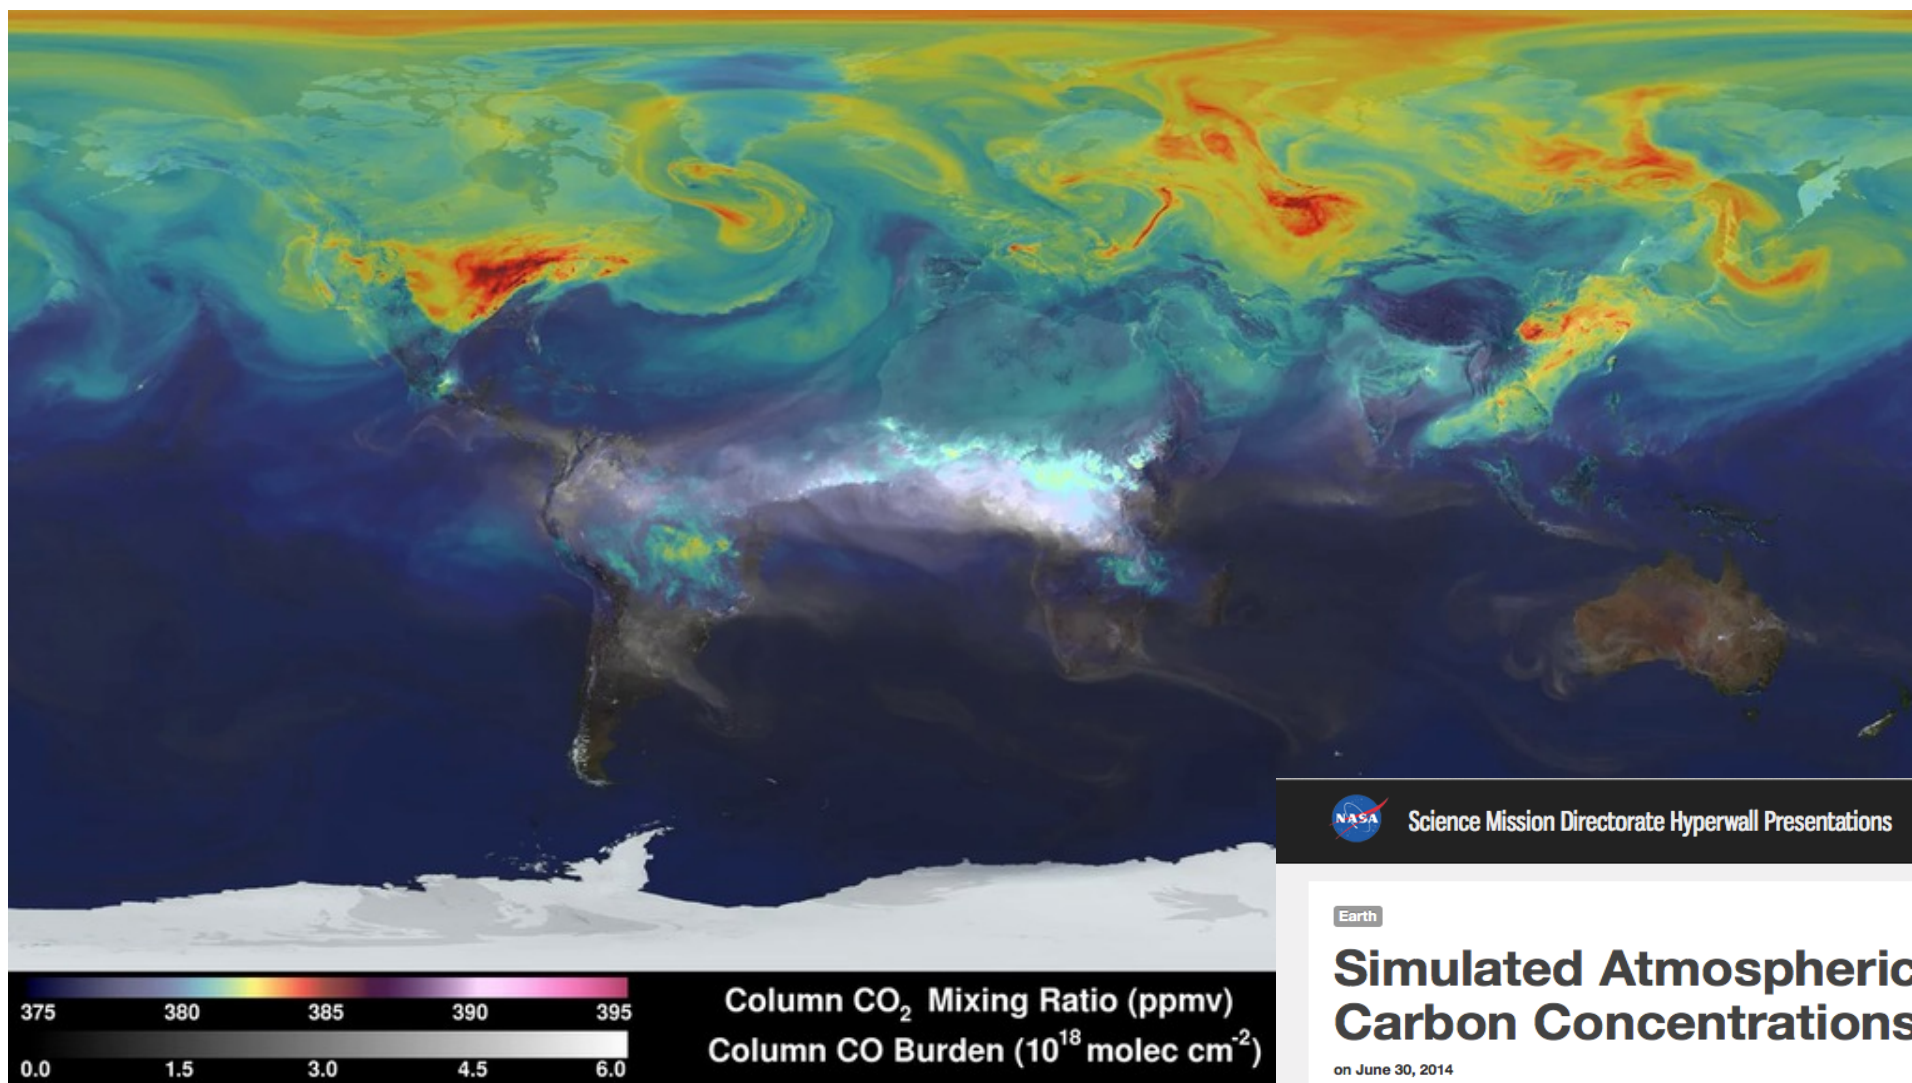 NASA
Science Mission Directorate Hyperwall Presentations
Earth
Simulated Atmospheric
Carbon Concentrations
on June 30, 2014
375 380 385 390 395
Column CO2 Mixing Ratio (ppmv)
0.0 1.5 3.0 4.5 6.0
Column CO Burden (10^18 molec cm^-2)